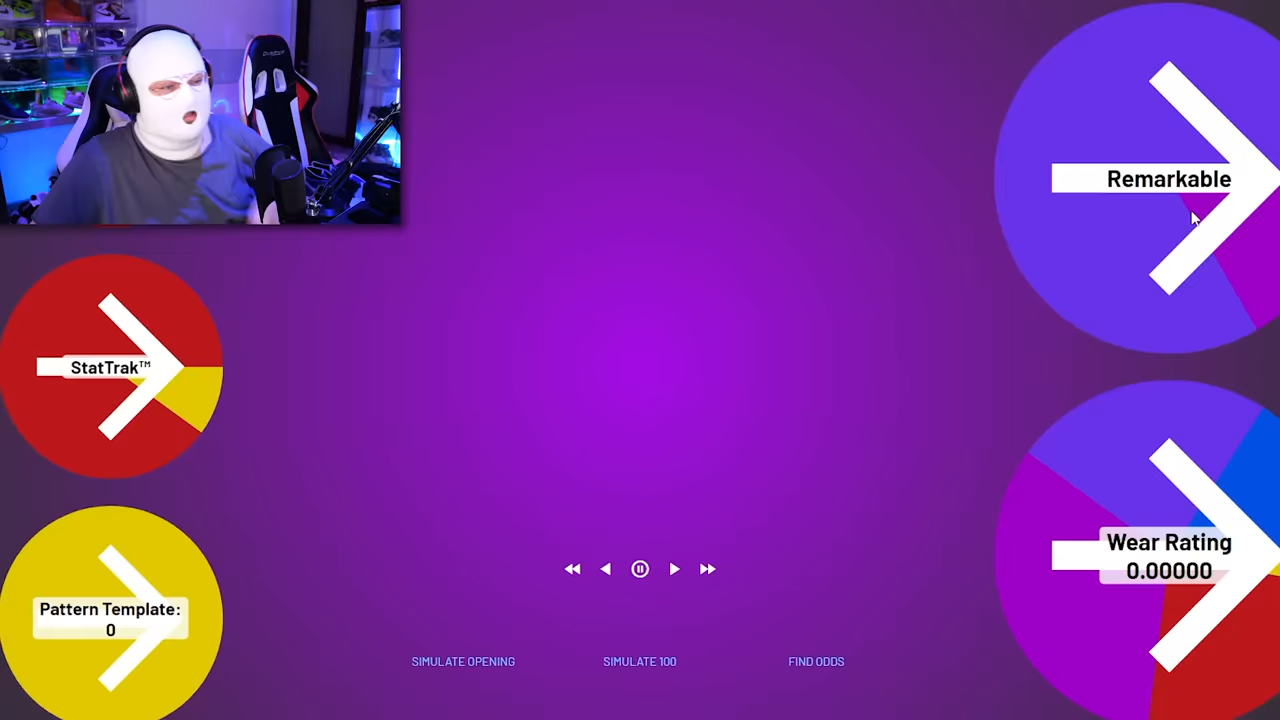 Remarkable
StatTrak™
Wear Rating
0.00000
Pattern Template:
0
SIMULATE OPENING
SIMULATE 100
FIND ODDS